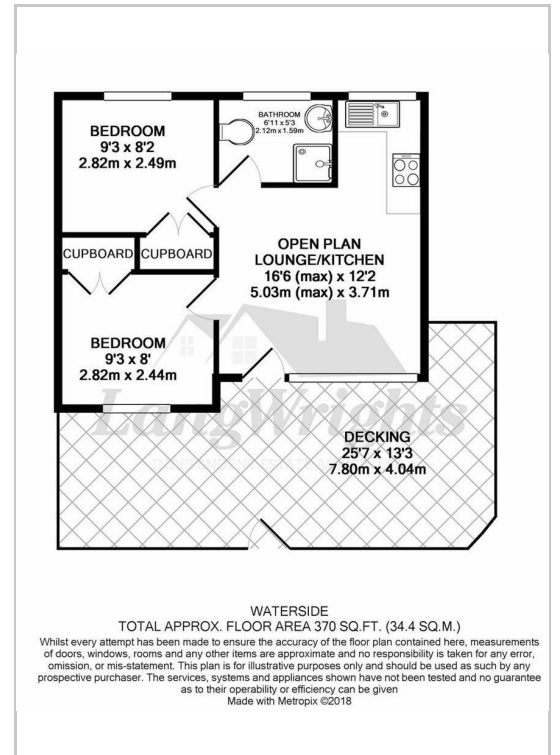 BEDROOM
9'3 x 8'2
2.82m x 2.49m
BATHROOM
6'11 x 5'3
2.12m x 1.59m
CUPBOARD
CUPBOARD
OPEN PLAN
LOUNGE/KITCHEN
16'6 (max) x 12'2
5.03m (max) x 3.71m
BEDROOM
9'3 x 8'
2.82m x 2.44m
LangWrights
INDEPENDENT ESTATE
DECKING
25'7 x 13'3
7.80m x 4.04m
WATERSIDE
TOTAL APPROX. FLOOR AREA 370 SQ.FT. (34.4 SQ.M.)
Whilst every attempt has been made to ensure the accuracy of the floor plan contained here, measurements
of doors, windows, rooms and any other items are approximate and no responsibility is taken for any error,
omission, or mis-statement. This plan is for illustrative purposes only and should be used as such by any
prospective purchaser. The services, systems and appliances shown have not been tested and no guarantee
as to their operability or efficiency can be given
Made with Metropix ©2018